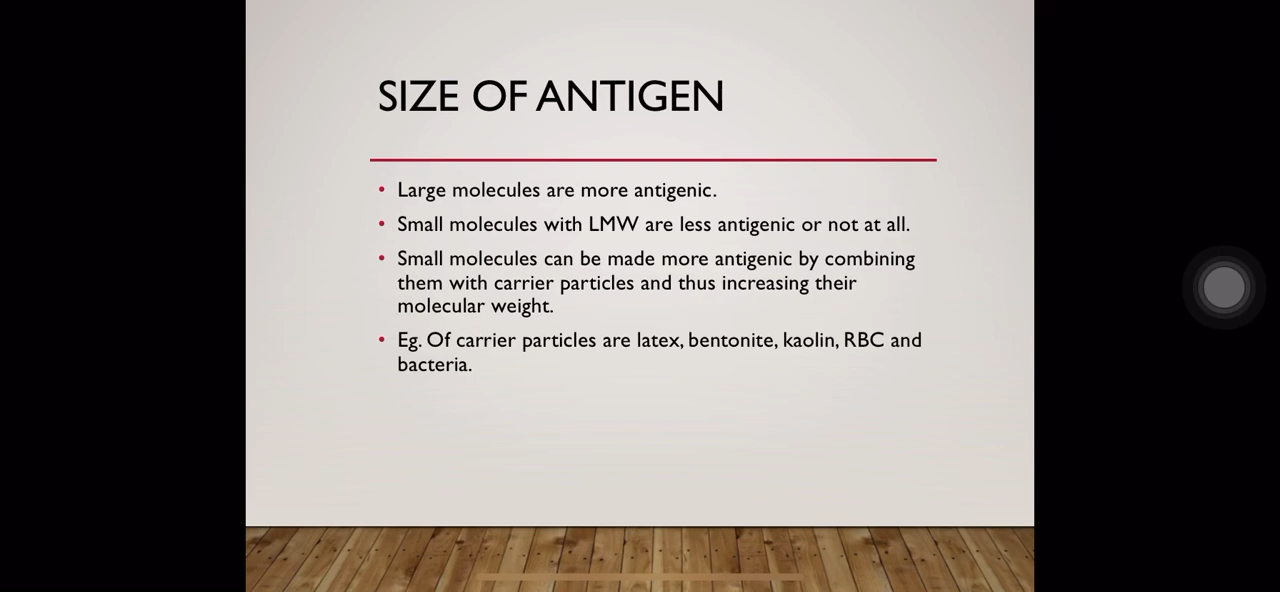 SIZE OF ANTIGEN
• Large molecules are more antigenic.
• Small molecules with LMW are less antigenic or not at all.
• Small molecules can be made more antigenic by combining
them with carrier particles and thus increasing their
molecular weight.
• Eg. Of carrier particles are latex, bentonite, kaolin, RBC and
bacteria.